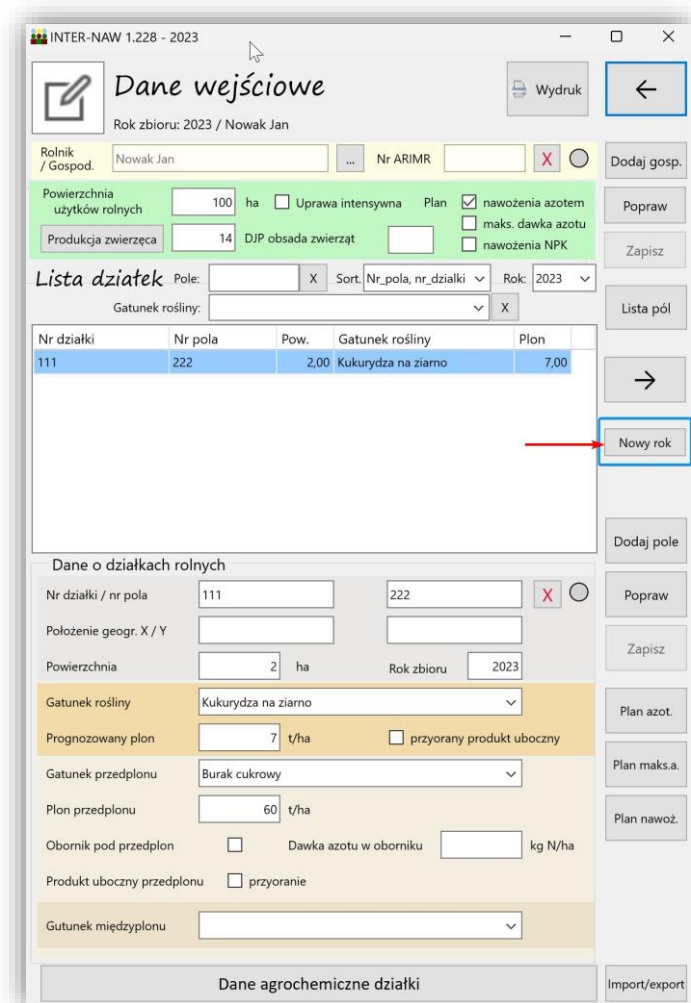 INTER-NAW 1.228 - 2023
Dane wejściowe
Wydruk
Rok zbioru: 2023 / Nowak Jan
Rolnik / Gospod. Nowak Jan ... Nr ARIMR X Dodaj gosp.
Powierzchnia użytków rolnych 100 ha Uprawa intensywna Plan nawożenia azotem Popraw
maks. dawka azotu
Produkcja zwierzęca 14 DJP obsada zwierząt nawożenia NPK Zapisz
Lista działek Pole: X Sort. Nr_pola, nr_dzialki Rok: 2023
Gatunek rośliny: X Lista pól
Nr działki Nr pola Pow. Gatunek rośliny Plon
111 222 2,00 Kukurydza na ziarno 7,00
Nowy rok
Dodaj pole
Dane o działkach rolnych
Nr działki / nr pola 111 222 X Popraw
Położenie geogr. X / Y
Zapisz
Powierzchnia 2 ha Rok zbioru 2023
Gatunek rośliny Kukurydza na ziarno Plan azot.
Prognozowany plon 7 t/ha przyorany produkt uboczny
Gatunek przedplonu Burak cukrowy Plan maks.a.
Plon przedplonu 60 t/ha Plan nawoż.
Obornik pod przedplon Dawka azotu w oborniku kg N/ha
Produkt uboczny przedplonu przyoranie
Gutunek międzyplonu
Dane agrochemiczne działki Import/export